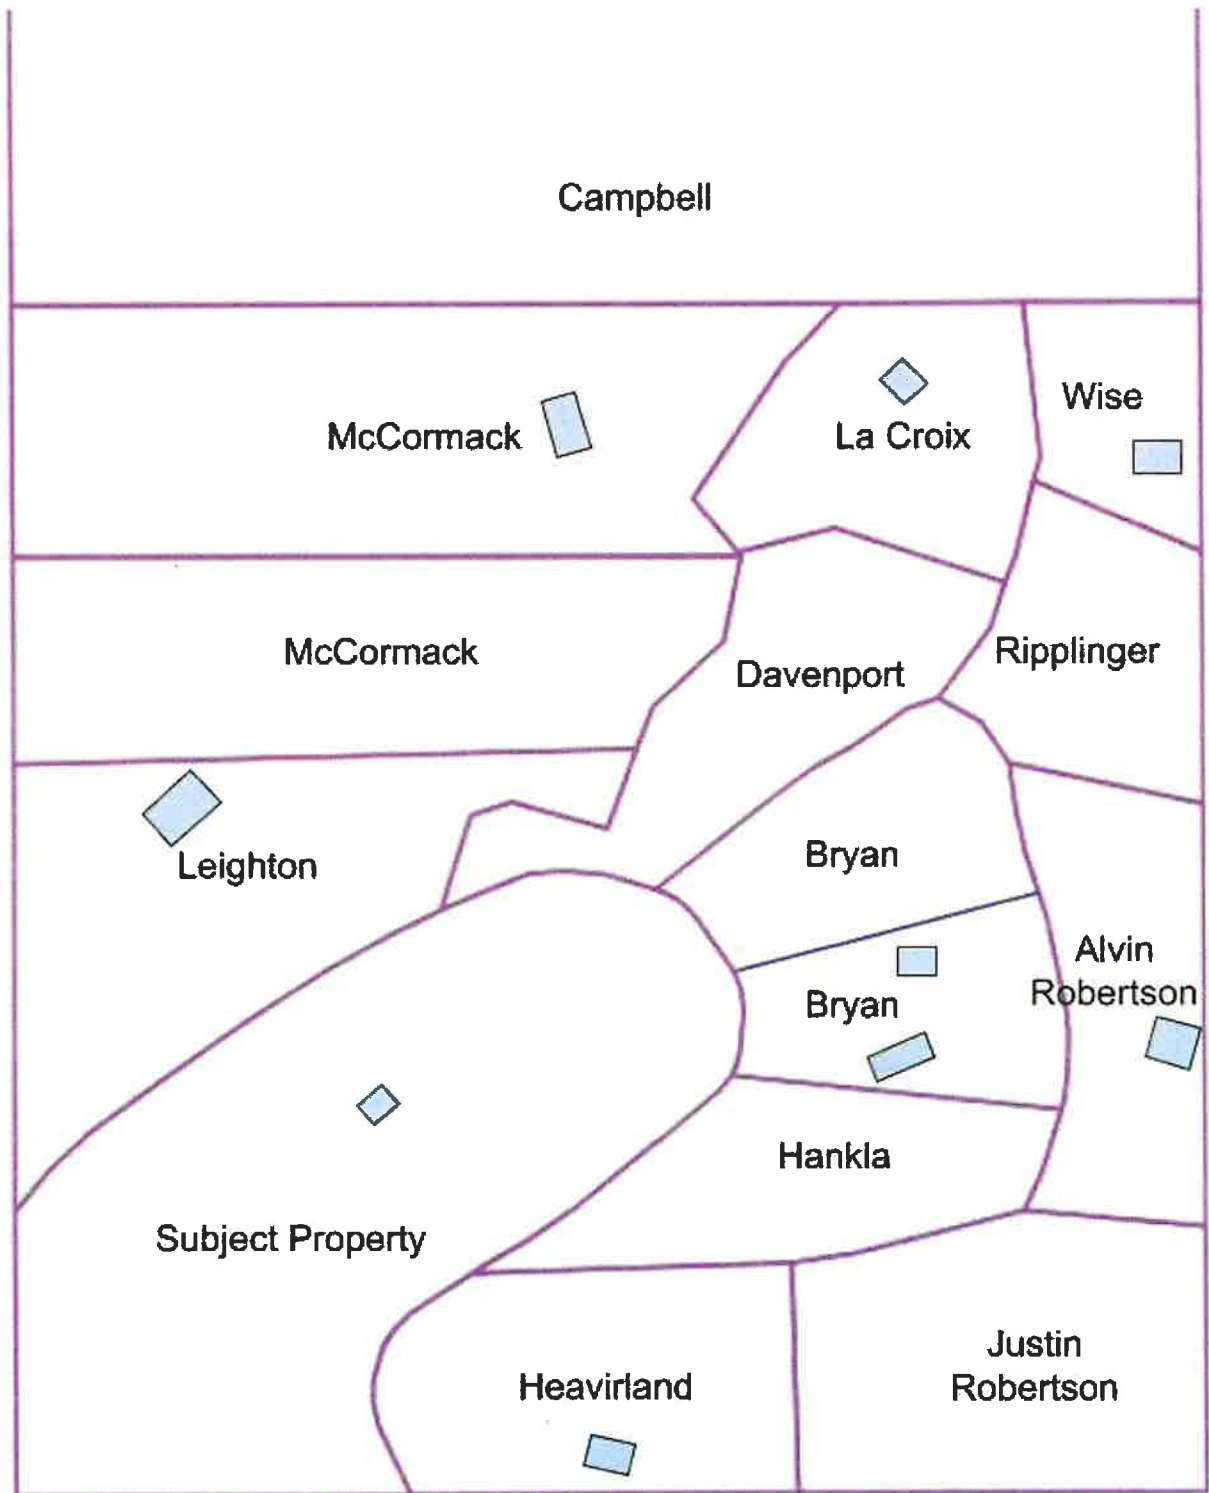 Campbell
Wise
McCormack
La Croix
McCormack
Ripplinger
Davenport
Bryan
Leighton
Alvin
Robertson
Bryan
Hankla
Subject Property
Justin
Robertson
Heavirland